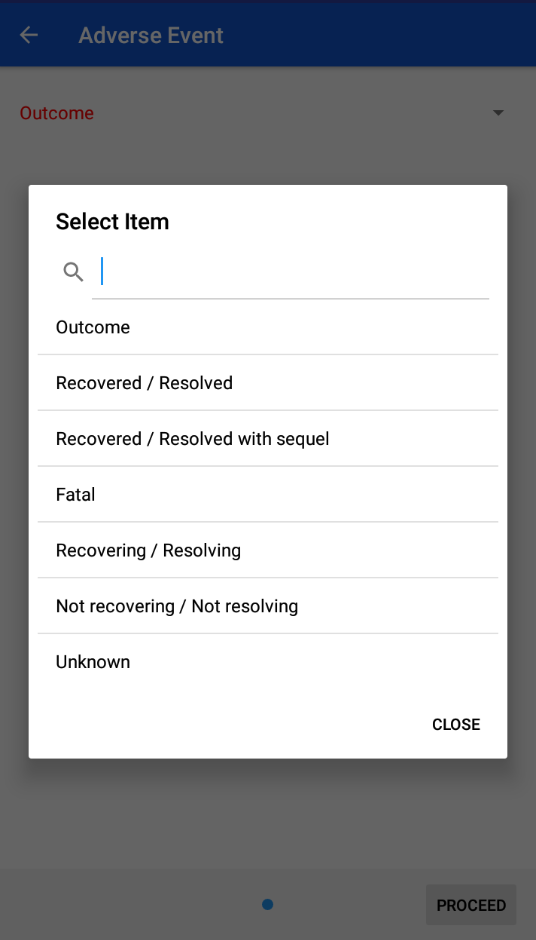 Adverse Event
Outcome
Select Item
Outcome
Recovered / Resolved
Recovered / Resolved with sequel
Fatal
Recovering / Resolving
Not recovering / Not resolving
Unknown
CLOSE
PROCEED